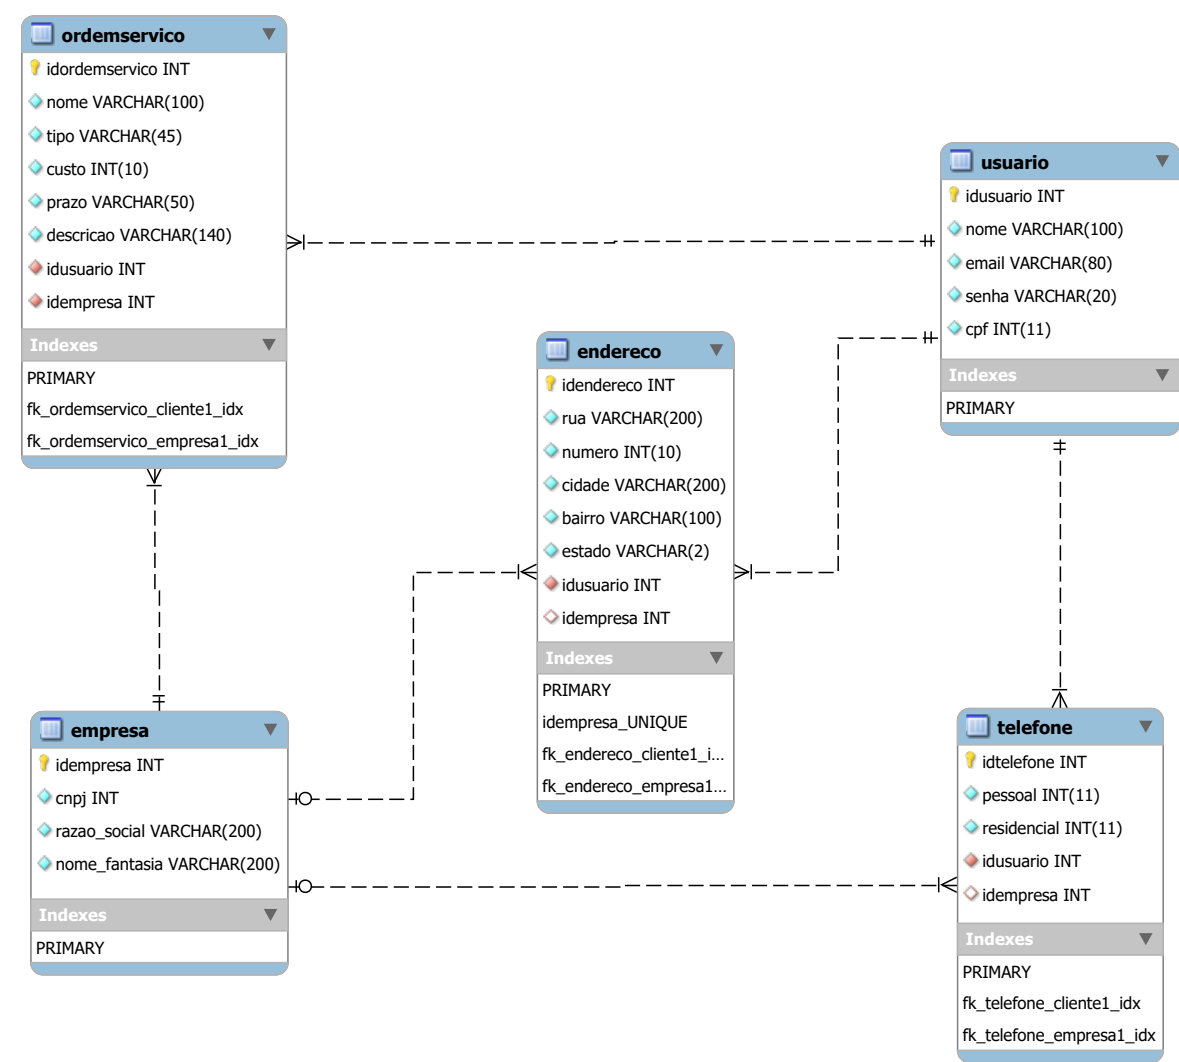 ordemservico
idordemservico INT
nome VARCHAR(100)
tipo VARCHAR(45)
custo INT(10)
prazo VARCHAR(50)
descricao VARCHAR(140)
idusuario INT
idempresa INT
Indexes
PRIMARY
fk_ordemservico_cliente1_idx
fk_ordemservico_empresa1_idx
usuario
idusuario INT
nome VARCHAR(100)
email VARCHAR(80)
senha VARCHAR(20)
cpf INT(11)
Indexes
PRIMARY
endereco
idendereco INT
rua VARCHAR(200)
numero INT(10)
cidade VARCHAR(200)
bairro VARCHAR(100)
estado VARCHAR(2)
idusuario INT
idempresa INT
Indexes
PRIMARY
idempresa_UNIQUE
fk_endereco_cliente1_i...
fk_endereco_empresa1...
empresa
idempresa INT
cnpj INT
razao_social VARCHAR(200)
nome_fantasia VARCHAR(200)
Indexes
PRIMARY
telefone
idtelefone INT
pessoal INT(11)
residencial INT(11)
idusuario INT
idempresa INT
Indexes
PRIMARY
fk_telefone_cliente1_idx
fk_telefone_empresa1_idx